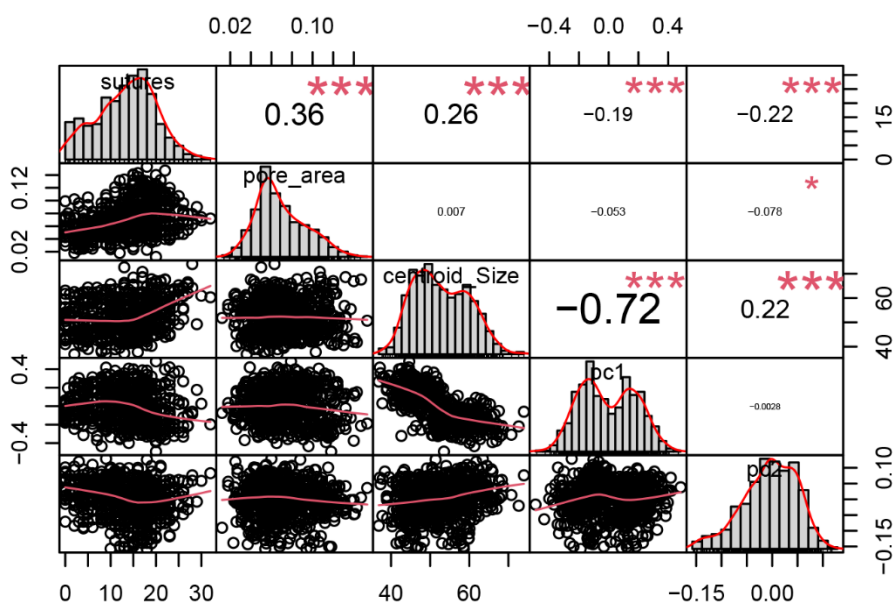 0.02 0.10 −0.4 0.0 0.4
sutures 0.36 *** 0.26 *** −0.19 *** −0.22 *** 0 15
0.02 0.12 pore_area 0.007 −0.053 −0.078 *
centroid_Size −0.72 *** 0.22 *** 40 60
−0.4 0.4 pc1 −0.0028
pc2 −0.15 0.10
0 10 20 30 40 60 −0.15 0.00